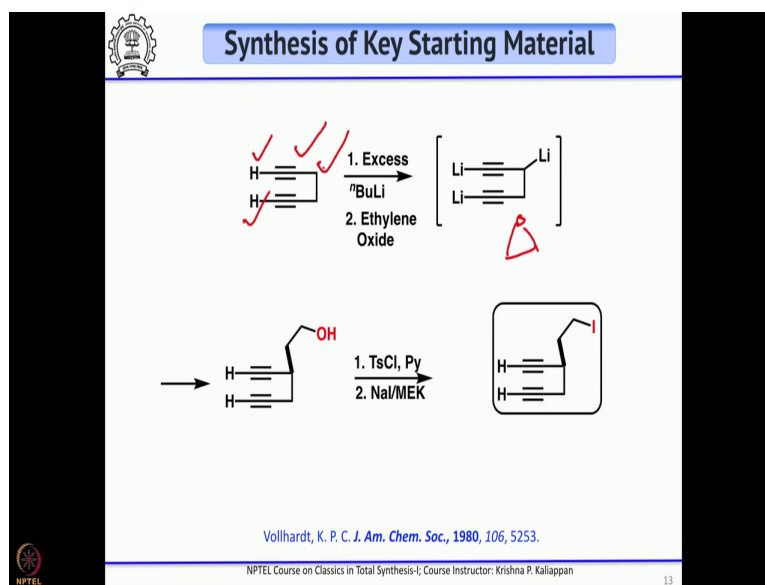 Synthesis of Key Starting Material
H
H
1. Excess
ⁿBuLi
2. Ethylene
Oxide
Li
Li
Li
O
H
H
OH
1. TsCl, Py
2. NaI/MEK
H
H
I
Vollhardt, K. P. C. J. Am. Chem. Soc., 1980, 106, 5253.
NPTEL
NPTEL Course on Classics in Total Synthesis-I; Course Instructor: Krishna P. Kaliappan
13